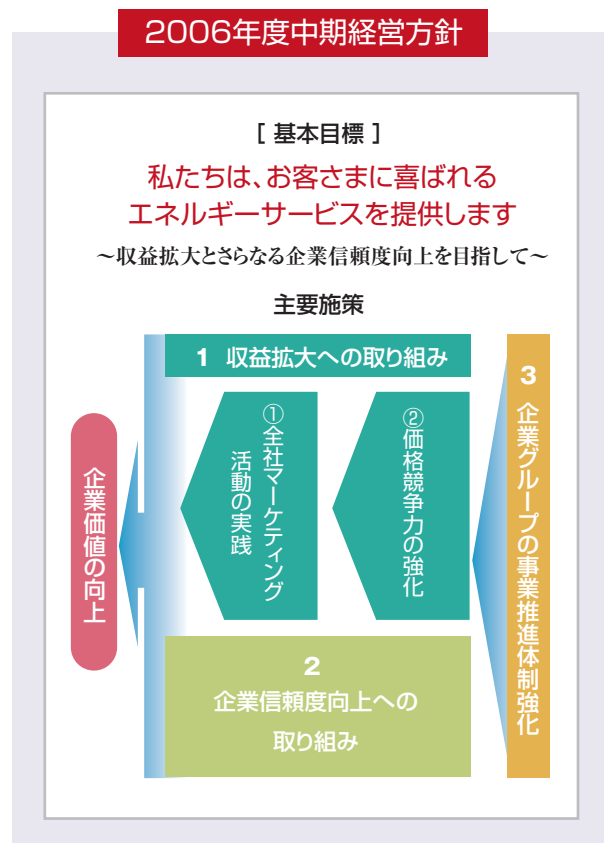 2006年度中期経営方針
[ 基本目標 ]
私たちは、お客さまに喜ばれる
エネルギーサービスを提供します
〜収益拡大とさらなる企業信頼度向上を目指して〜
主要施策
1 収益拡大への取り組み
①全社マーケティング
活動の実践
②価格競争力の強化
3 企業グループの事業推進体制強化
企業価値の向上
2
企業信頼度向上への
取り組み